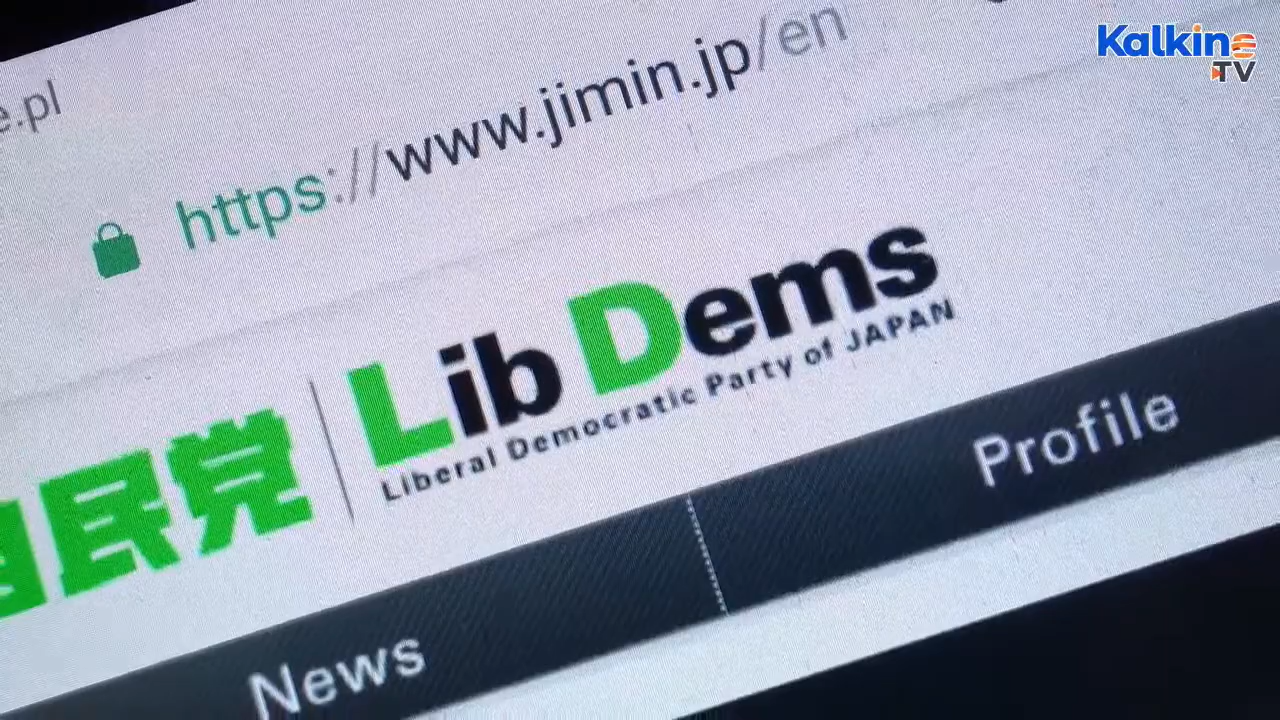 Kalkine
TV
e.pl
https://www.jimin.jp/en
民党
Lib Dems
Liberal Democratic Party of JAPAN
Profile
News